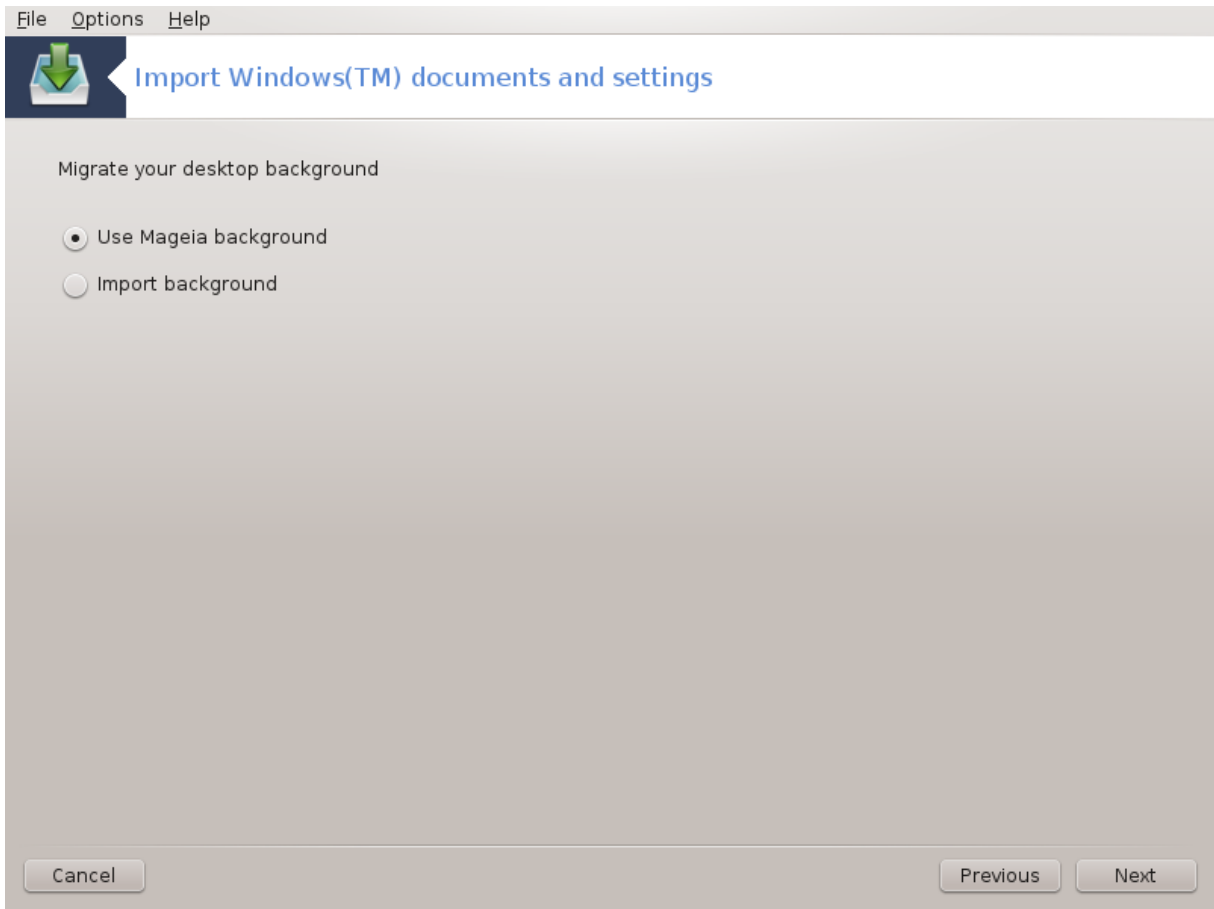 File Options Help
Import Windows(TM) documents and settings
Migrate your desktop background
Use Mageia background
Import background
Cancel Previous Next